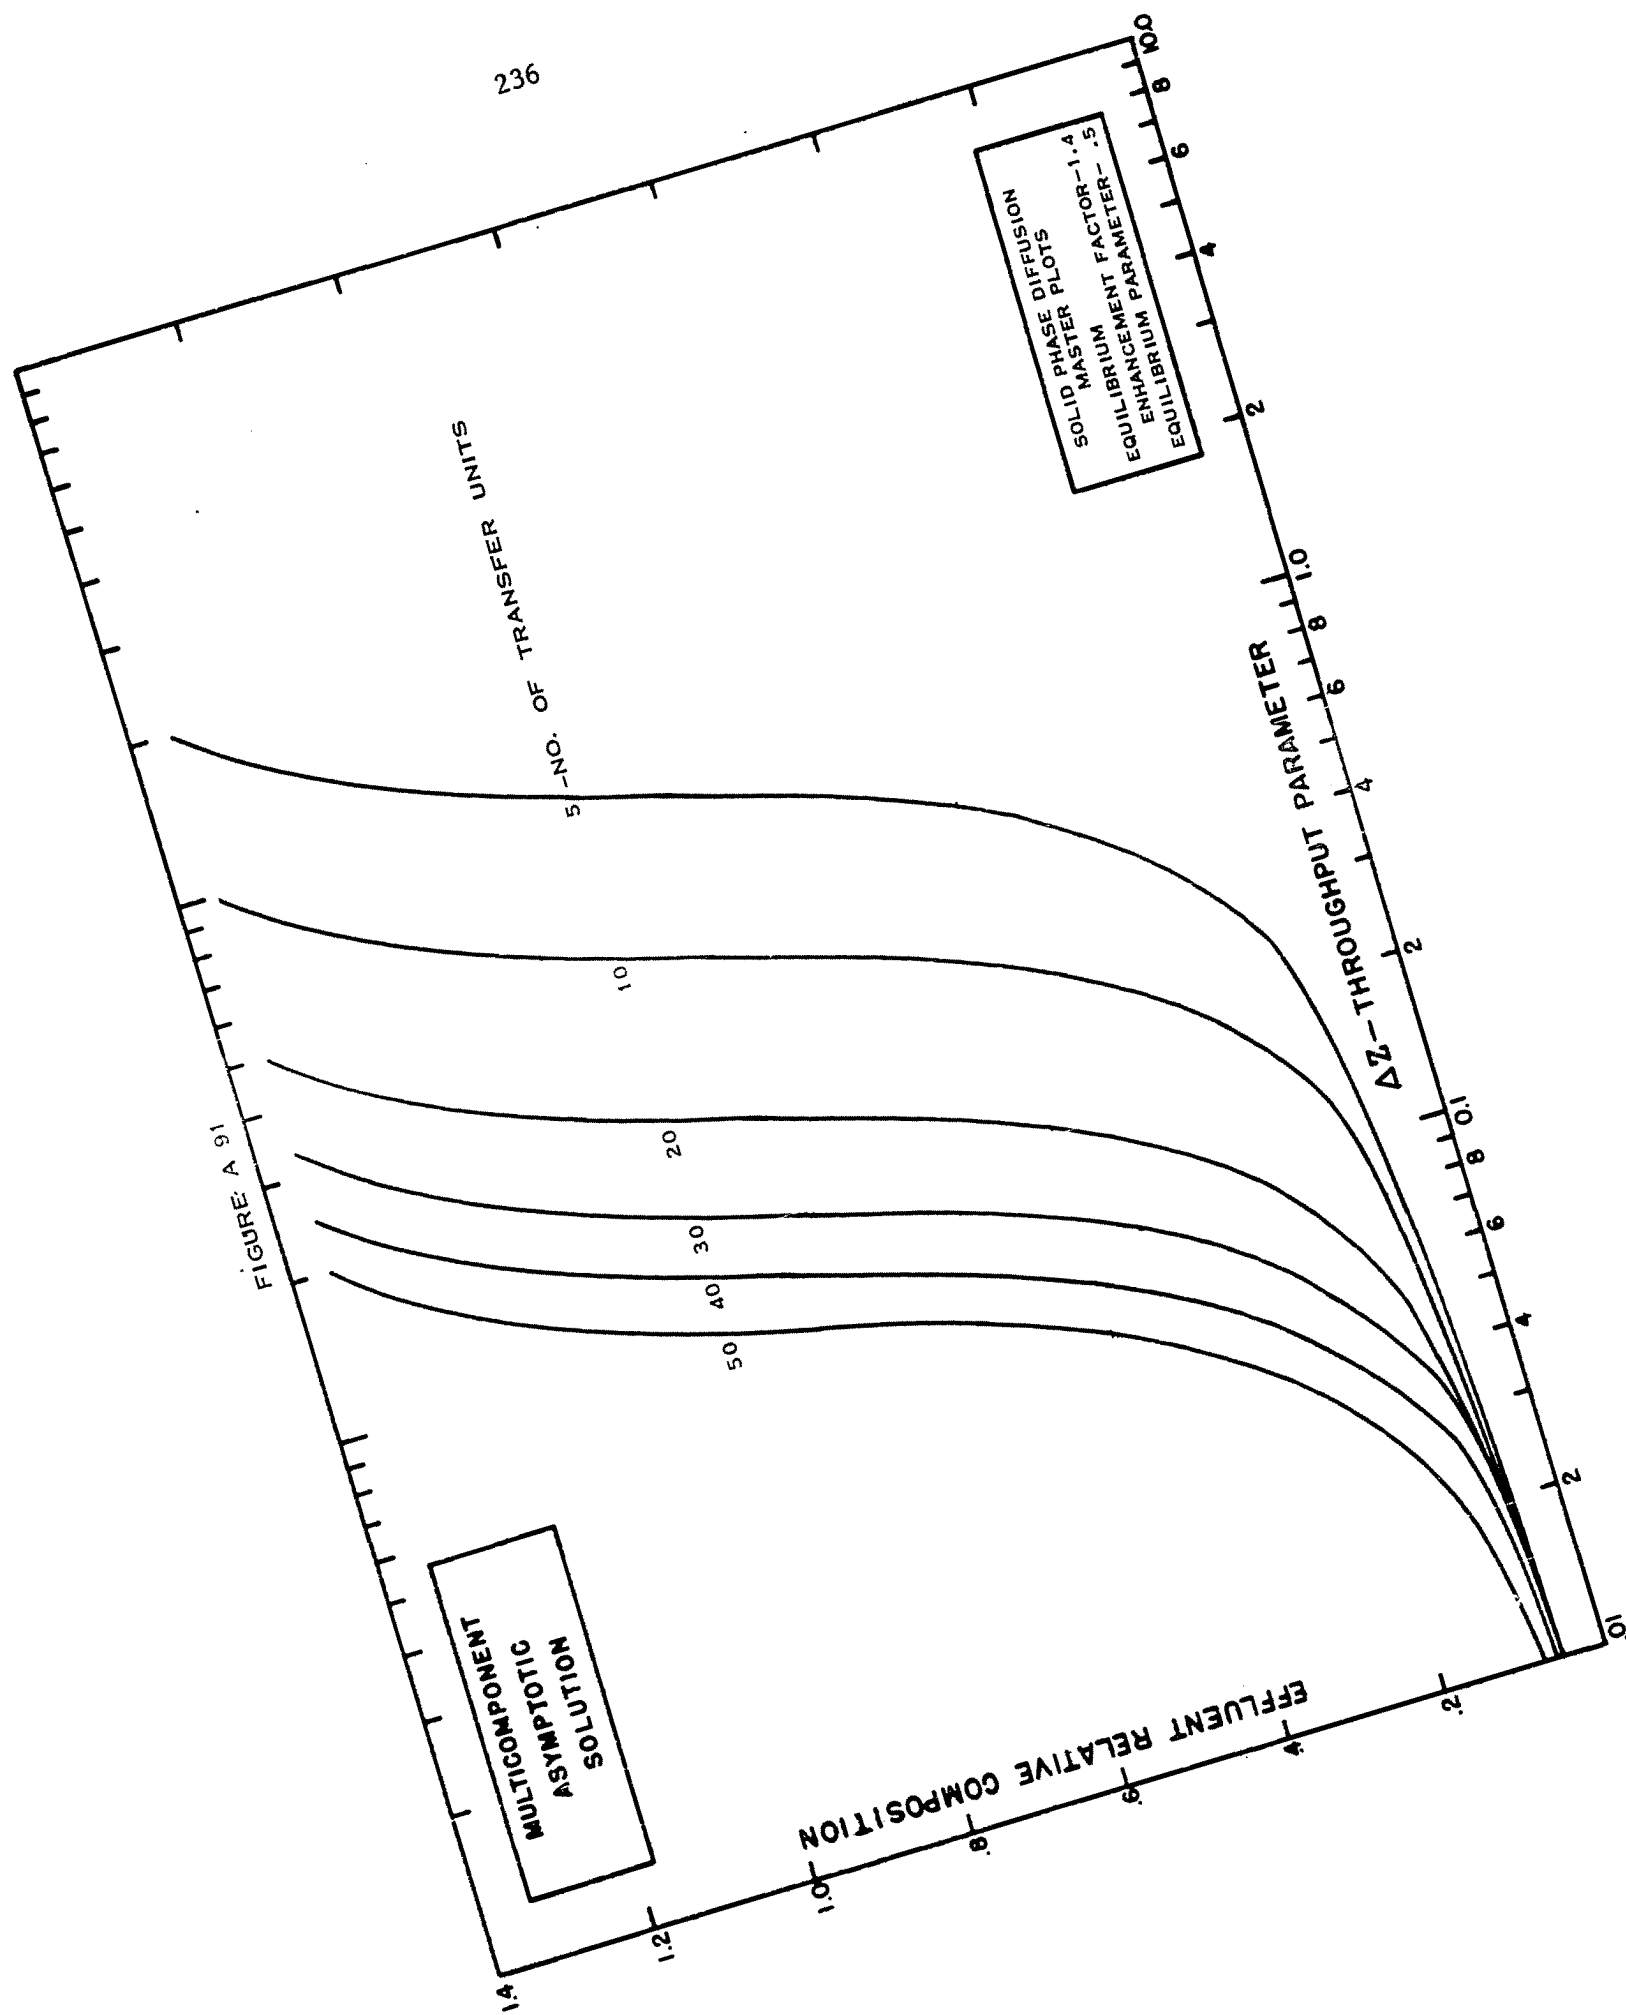 236
FIGURE A 91
MULTICOMPONENT
ASYMPTOTIC
SOLUTION
5 -NO. OF TRANSFER UNITS
10
20
30
40
50
SOLID PHASE DIFFUSION
MASTER PLOTS
EQUILIBRIUM FACTOR-1.4
ENHANCEMENT PARAMETER- .5
EQUILIBRIUM
EFFLUENT RELATIVE COMPOSITION
1.4
1.2
1.0
.8
.6
.4
.2
.01 2 4 6 8 0.1 2 4 6 8 1.0 2 4 6 8 10.0
ΔZ-THROUGHPUT PARAMETER